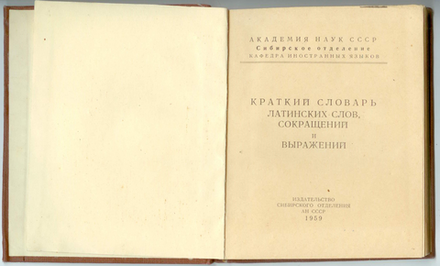 АКАДЕМИЯ НАУК СССР
Сибирское отделение
КАФЕДРА ИНОСТРАННЫХ ЯЗЫКОВ
КРАТКИЙ СЛОВАРЬ
ЛАТИНСКИХ СЛОВ,
СОКРАЩЕНИЙ
И
ВЫРАЖЕНИЙ
ИЗДАТЕЛЬСТВО
СИБИРСКОГО ОТДЕЛЕНИЯ
АН СССР
1959